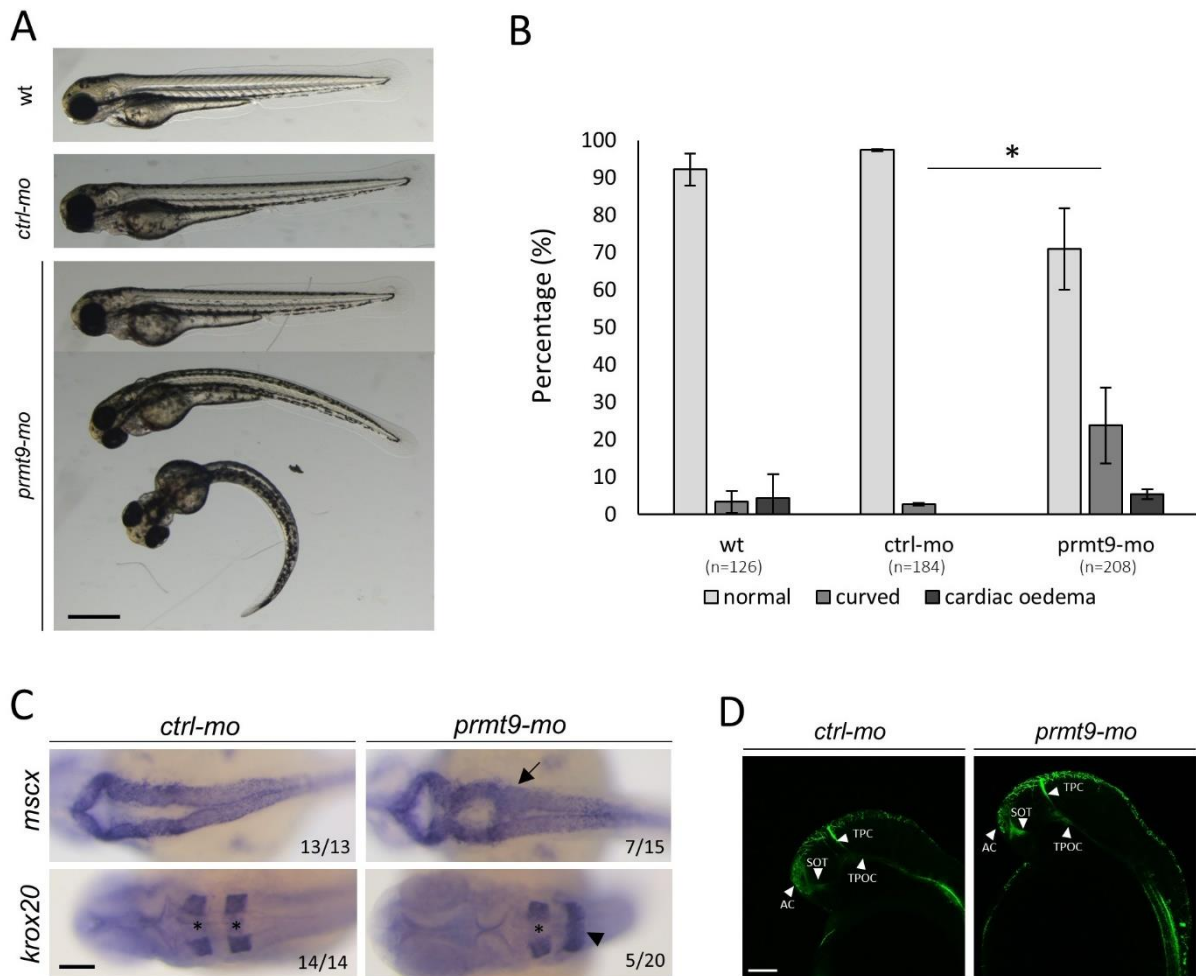 A
wt
ctrl-mo
prmt9-mo
B
Percentage (%)
100
90
80
70
60
50
40
30
20
10
0
*
wt
(n=126)
ctrl-mo
(n=184)
prmt9-mo
(n=208)
normal curved cardiac oedema
C
ctrl-mo prmt9-mo
mscx
13/13 7/15
krox20
* * *
14/14 5/20
D
ctrl-mo prmt9-mo
TPC
SOT
AC
TPOC
TPC
SOT
AC
TPOC